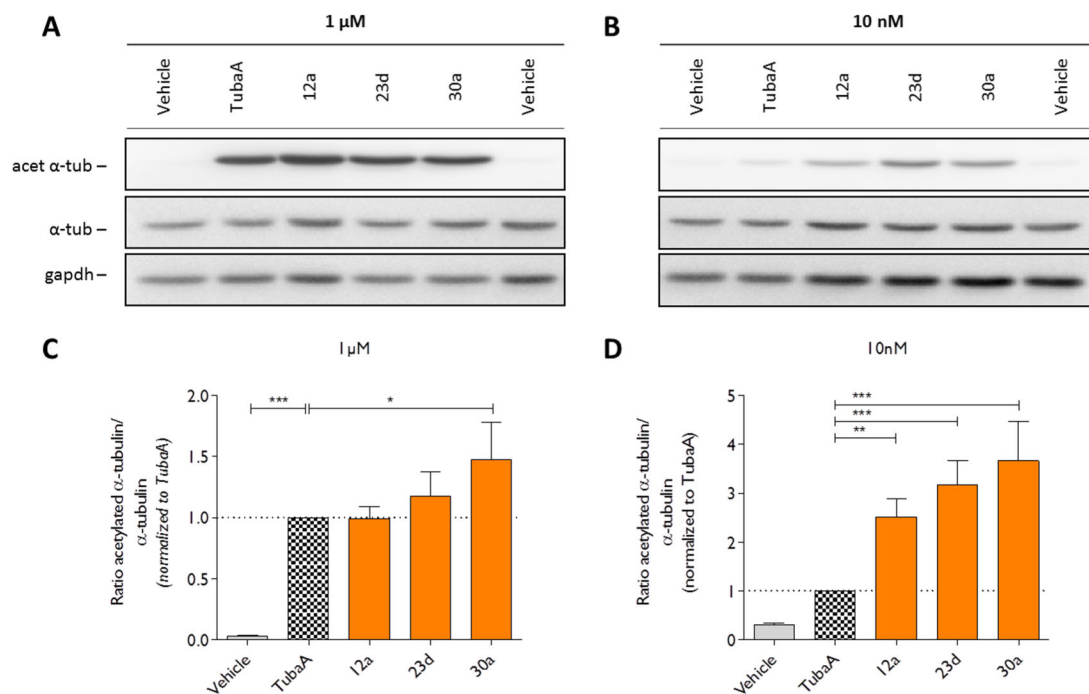 A
1 µM
Vehicle
TubaA
12a
23d
30a
Vehicle
acet α-tub –
α-tub –
gapdh –
B
10 nM
Vehicle
TubaA
12a
23d
30a
Vehicle
C
1µM
Ratio acetylated α-tubulin/
α-tubulin
(normalized to TubaA)
2.0
1.5
1.0
0.5
0.0
***
*
Vehicle
TubaA
12a
23d
30a
D
10nM
Ratio acetylated α-tubulin/
α-tubulin
(normalized to TubaA)
5
4
3
2
1
0
***
***
**
Vehicle
TubaA
12a
23d
30a